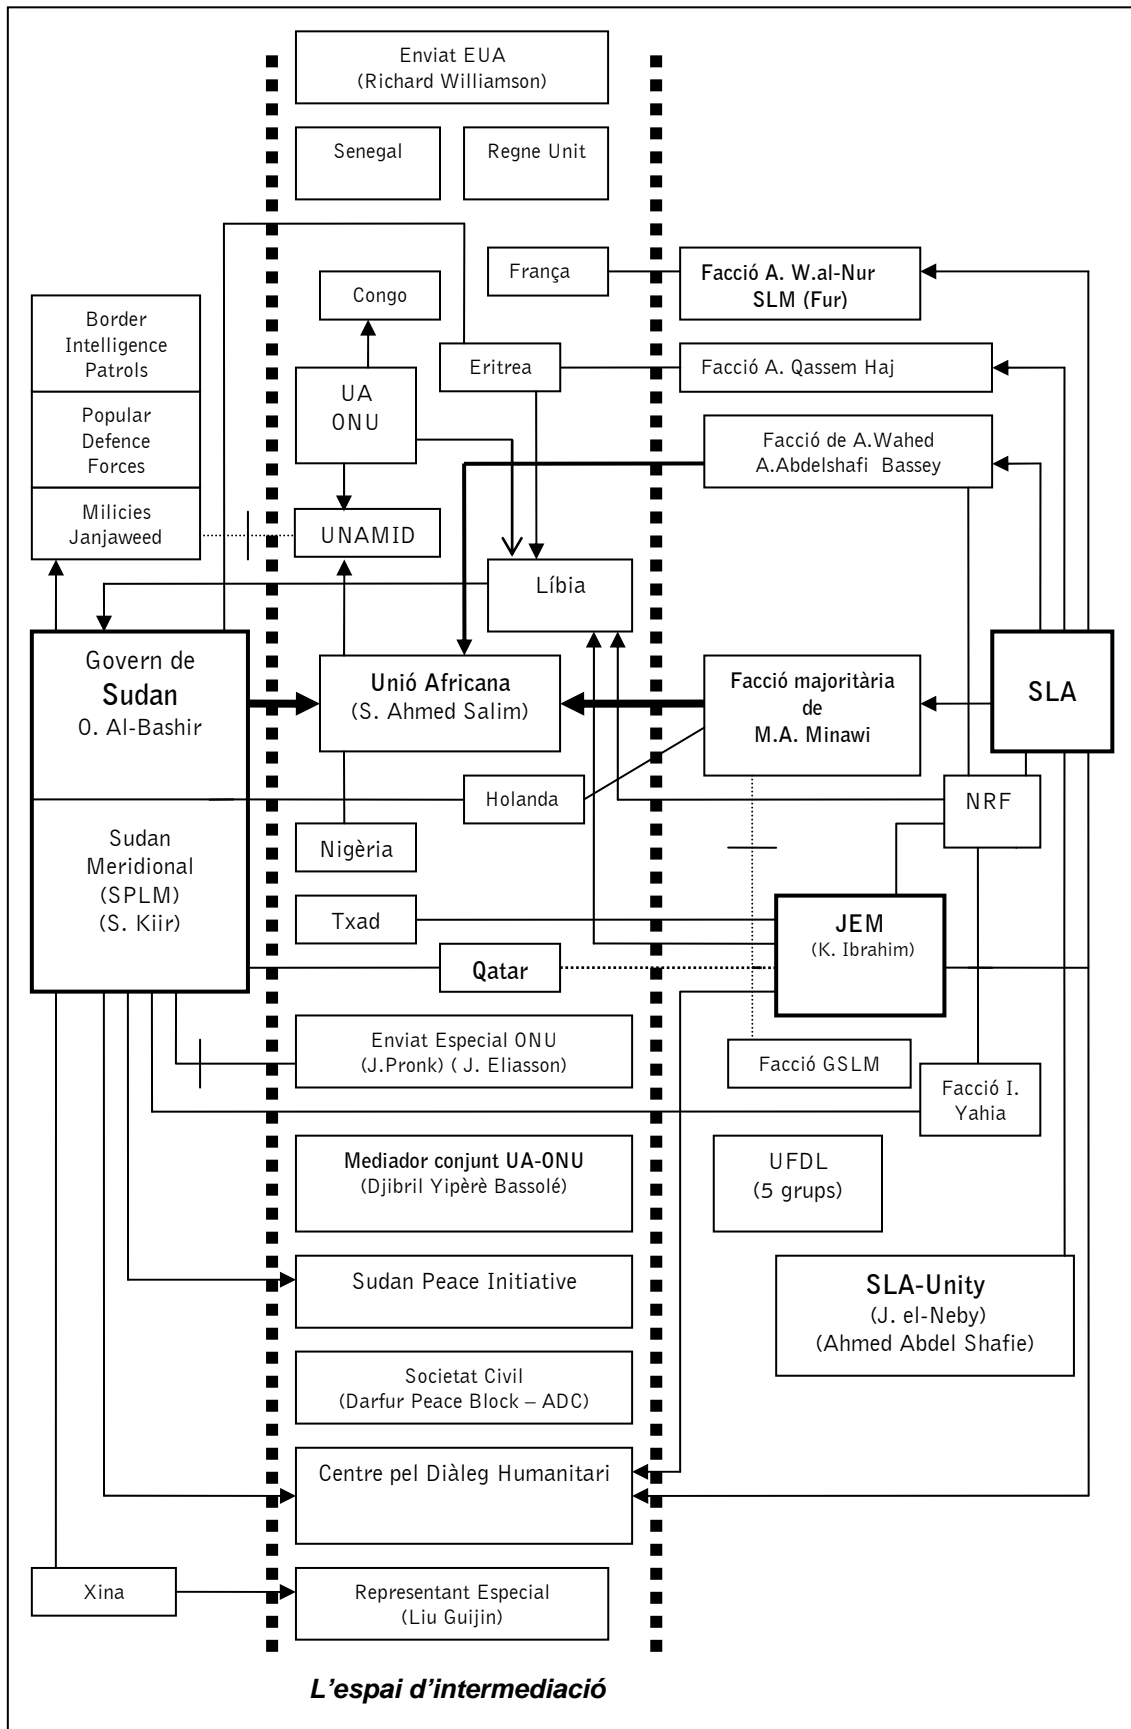 Enviat EUA
(Richard Williamson)
Senegal
Regne Unit
França
Facció A. W.al-Nur
SLM (Fur)
Congo
Border
Intelligence
Patrols
Eritrea
Facció A. Qassem Haj
UA
ONU
Popular
Defence
Forces
Facció de A.Wahed
A.Abdelshafi Bassey
Milicies
Janjaweed
UNAMID
Líbia
Govern de
Sudan
O. Al-Bashir
Unió Africana
(S. Ahmed Salim)
Facció majoritària
de
M.A. Minawi
SLA
Holanda
NRF
Sudan
Meridional
(SPLM)
(S. Kiir)
Nigèria
Txad
JEM
(K. Ibrahim)
Qatar
Enviat Especial ONU
(J.Pronk) ( J. Eliasson)
Facció GSLM
Facció I.
Yahia
Mediador conjunt UA-ONU
(Djibril Yipèrè Bassolé)
UFDL
(5 grups)
Sudan Peace Initiative
SLA-Unity
(J. el-Neby)
(Ahmed Abdel Shafie)
Societat Civil
(Darfur Peace Block – ADC)
Centre pel Diàleg Humanitari
Xina
Representant Especial
(Liu Guijin)
L'espai d'intermediació